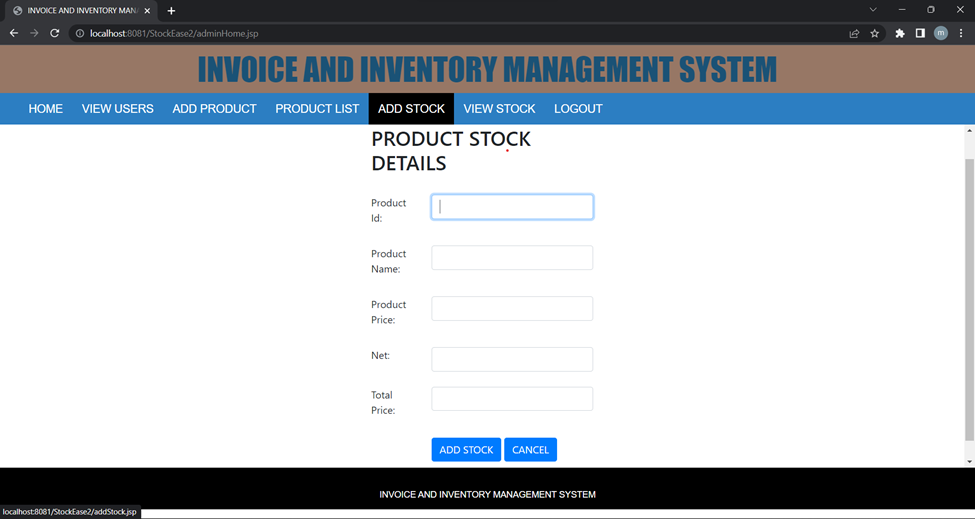 INVOICE AND INVENTORY MANA
localhost:8081/StockEase2/adminHome.jsp
m
INVOICE AND INVENTORY MANAGEMENT SYSTEM
HOME VIEW USERS ADD PRODUCT PRODUCT LIST ADD STOCK VIEW STOCK LOGOUT
PRODUCT STOCK
DETAILS
Product
Id:
Product
Name:
Product
Price:
Net:
Total
Price:
ADD STOCK CANCEL
INVOICE AND INVENTORY MANAGEMENT SYSTEM
localhost:8081/StockEase2/addStock.jsp